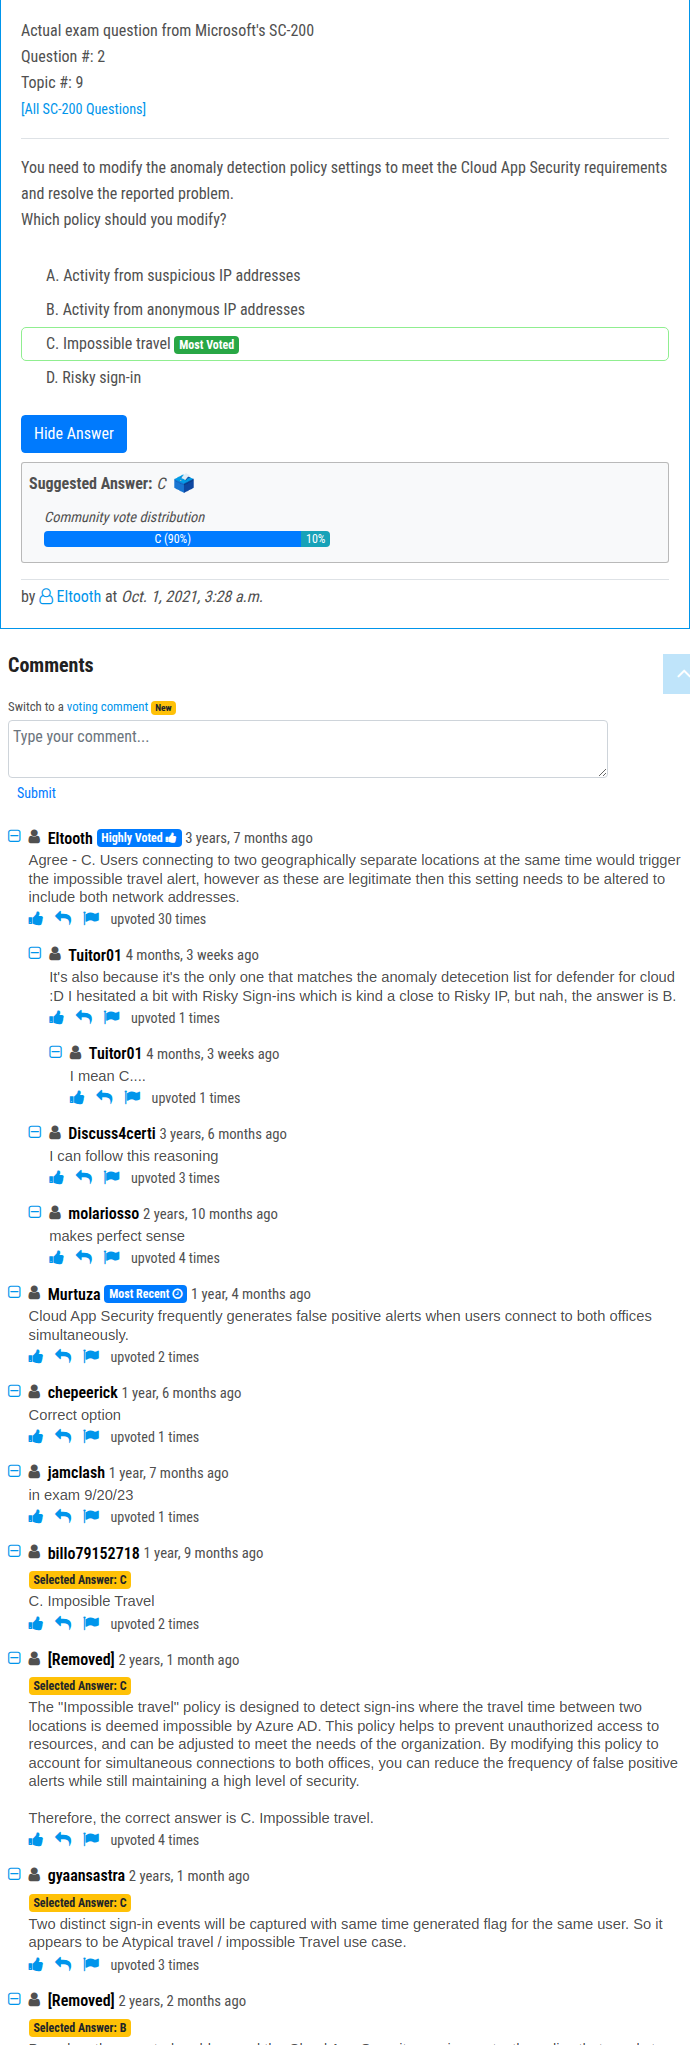 Actual exam question from Microsoft's SC-200
Question #: 2
Topic #: 9
[All SC-200 Questions]
You need to modify the anomaly detection policy settings to meet the Cloud App Security requirements
and resolve the reported problem.
Which policy should you modify?
A. Activity from suspicious IP addresses
B. Activity from anonymous IP addresses
C. Impossible travel Most Voted
D. Risky sign-in
Hide Answer
Suggested Answer: C
Community vote distribution
C (90%) 10%
by Eltooth at Oct. 1, 2021, 3:28 a.m.
Comments
Switch to a voting comment New
Type your comment...
Submit
Eltooth Highly Voted 3 years, 7 months ago
Agree - C. Users connecting to two geographically separate locations at the same time would trigger
the impossible travel alert, however as these are legitimate then this setting needs to be altered to
include both network addresses.
upvoted 30 times
Tuitor01 4 months, 3 weeks ago
It's also because it's the only one that matches the anomaly detecetion list for defender for cloud
:D I hesitated a bit with Risky Sign-ins which is kind a close to Risky IP, but nah, the answer is B.
upvoted 1 times
Tuitor01 4 months, 3 weeks ago
I mean C....
upvoted 1 times
Discuss4certi 3 years, 6 months ago
I can follow this reasoning
upvoted 3 times
molariosso 2 years, 10 months ago
makes perfect sense
upvoted 4 times
Murtuza Most Recent 1 year, 4 months ago
Cloud App Security frequently generates false positive alerts when users connect to both offices
simultaneously.
upvoted 2 times
chepeerick 1 year, 6 months ago
Correct option
upvoted 1 times
jamclash 1 year, 7 months ago
in exam 9/20/23
upvoted 1 times
billo79152718 1 year, 9 months ago
Selected Answer: C
C. Imposible Travel
upvoted 2 times
[Removed] 2 years, 1 month ago
Selected Answer: C
The "Impossible travel" policy is designed to detect sign-ins where the travel time between two
locations is deemed impossible by Azure AD. This policy helps to prevent unauthorized access to
resources, and can be adjusted to meet the needs of the organization. By modifying this policy to
account for simultaneous connections to both offices, you can reduce the frequency of false positive
alerts while still maintaining a high level of security.
Therefore, the correct answer is C. Impossible travel.
upvoted 4 times
gyaansastra 2 years, 1 month ago
Selected Answer: C
Two distinct sign-in events will be captured with same time generated flag for the same user. So it
appears to be Atypical travel / impossible Travel use case.
upvoted 3 times
[Removed] 2 years, 2 months ago
Selected Answer: B